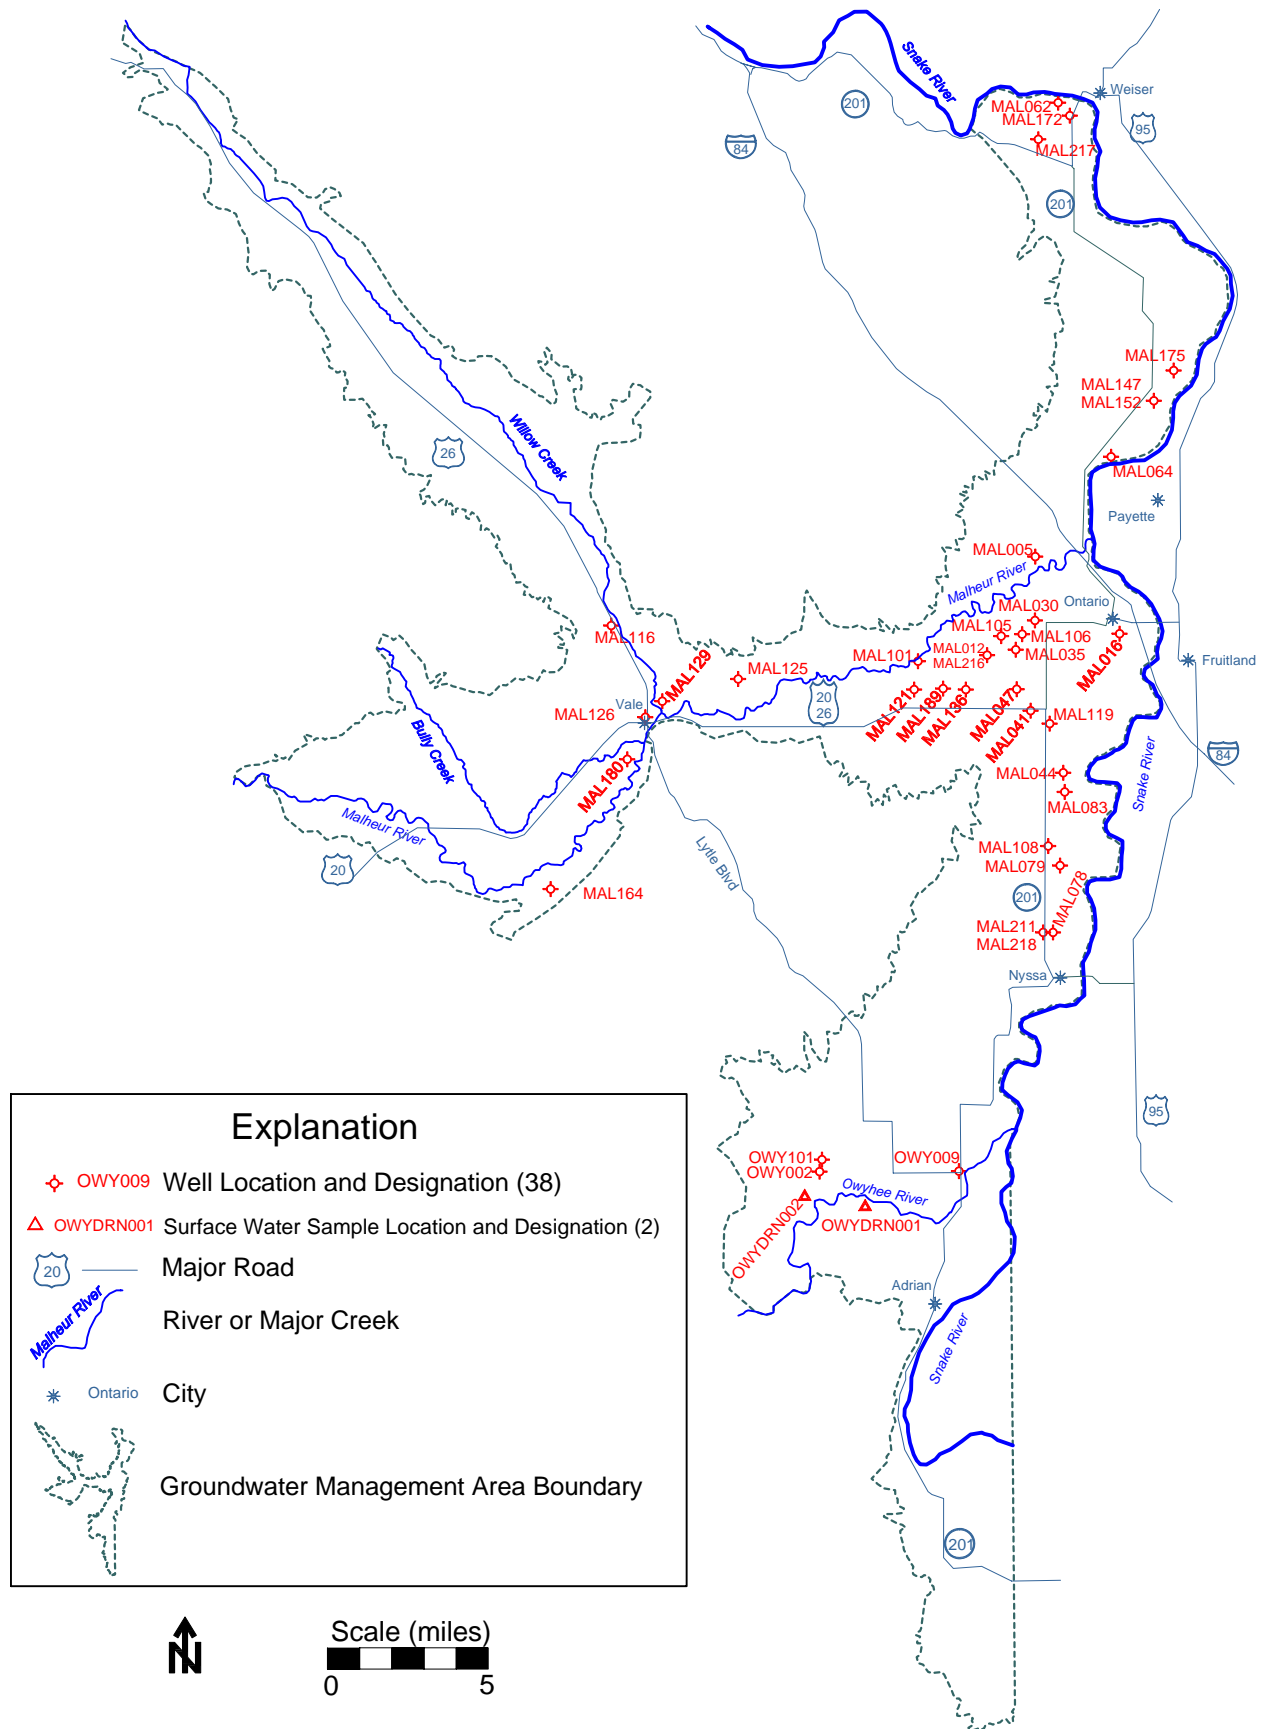 Snake River
Weiser
MAL062
MAL172
201
95
84
MAL217
201
MAL175
MAL147
MAL152
Willow Creek
26
MAL064
Payette
MAL005
Malheur River
MAL030
Ontario
MAL116
MAL105
MAL106
MAL012
MAL035
MAL216
MAL101
MAL016
Fruitland
MAL129
MAL125
20
26
MAL121
MAL189
MAL136
MAL047
MAL041
Vale
MAL126
MAL119
Bully Creek
MAL180
Snake River
84
MAL044
MAL083
Malheur River
20
Lytle Blvd
MAL108
MAL079
MAL078
MAL164
201
MAL211
MAL218
Nyssa
95
OWY101
OWY002
OWY009
Owyhee River
OWYDRN002
OWYDRN001
Adrian
Snake River
201
Explanation
OWY009 Well Location and Designation (38)
OWYDRN001 Surface Water Sample Location and Designation (2)
20 Major Road
Malheur River River or Major Creek
Ontario City
Groundwater Management Area Boundary
N
Scale (miles)
0 5